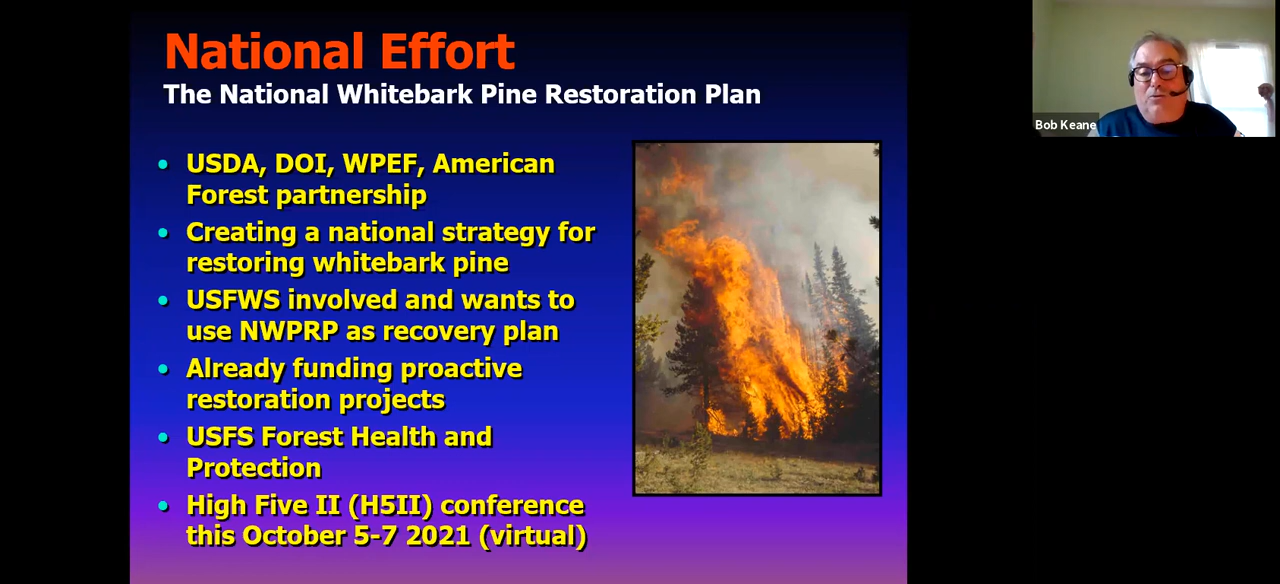 National Effort
The National Whitebark Pine Restoration Plan
• USDA, DOI, WPEF, American
Forest partnership
• Creating a national strategy for
restoring whitebark pine
• USFWS involved and wants to
use NWPRP as recovery plan
• Already funding proactive
restoration projects
• USFS Forest Health and
Protection
• High Five II (H5II) conference
this October 5-7 2021 (virtual)
Bob Keane